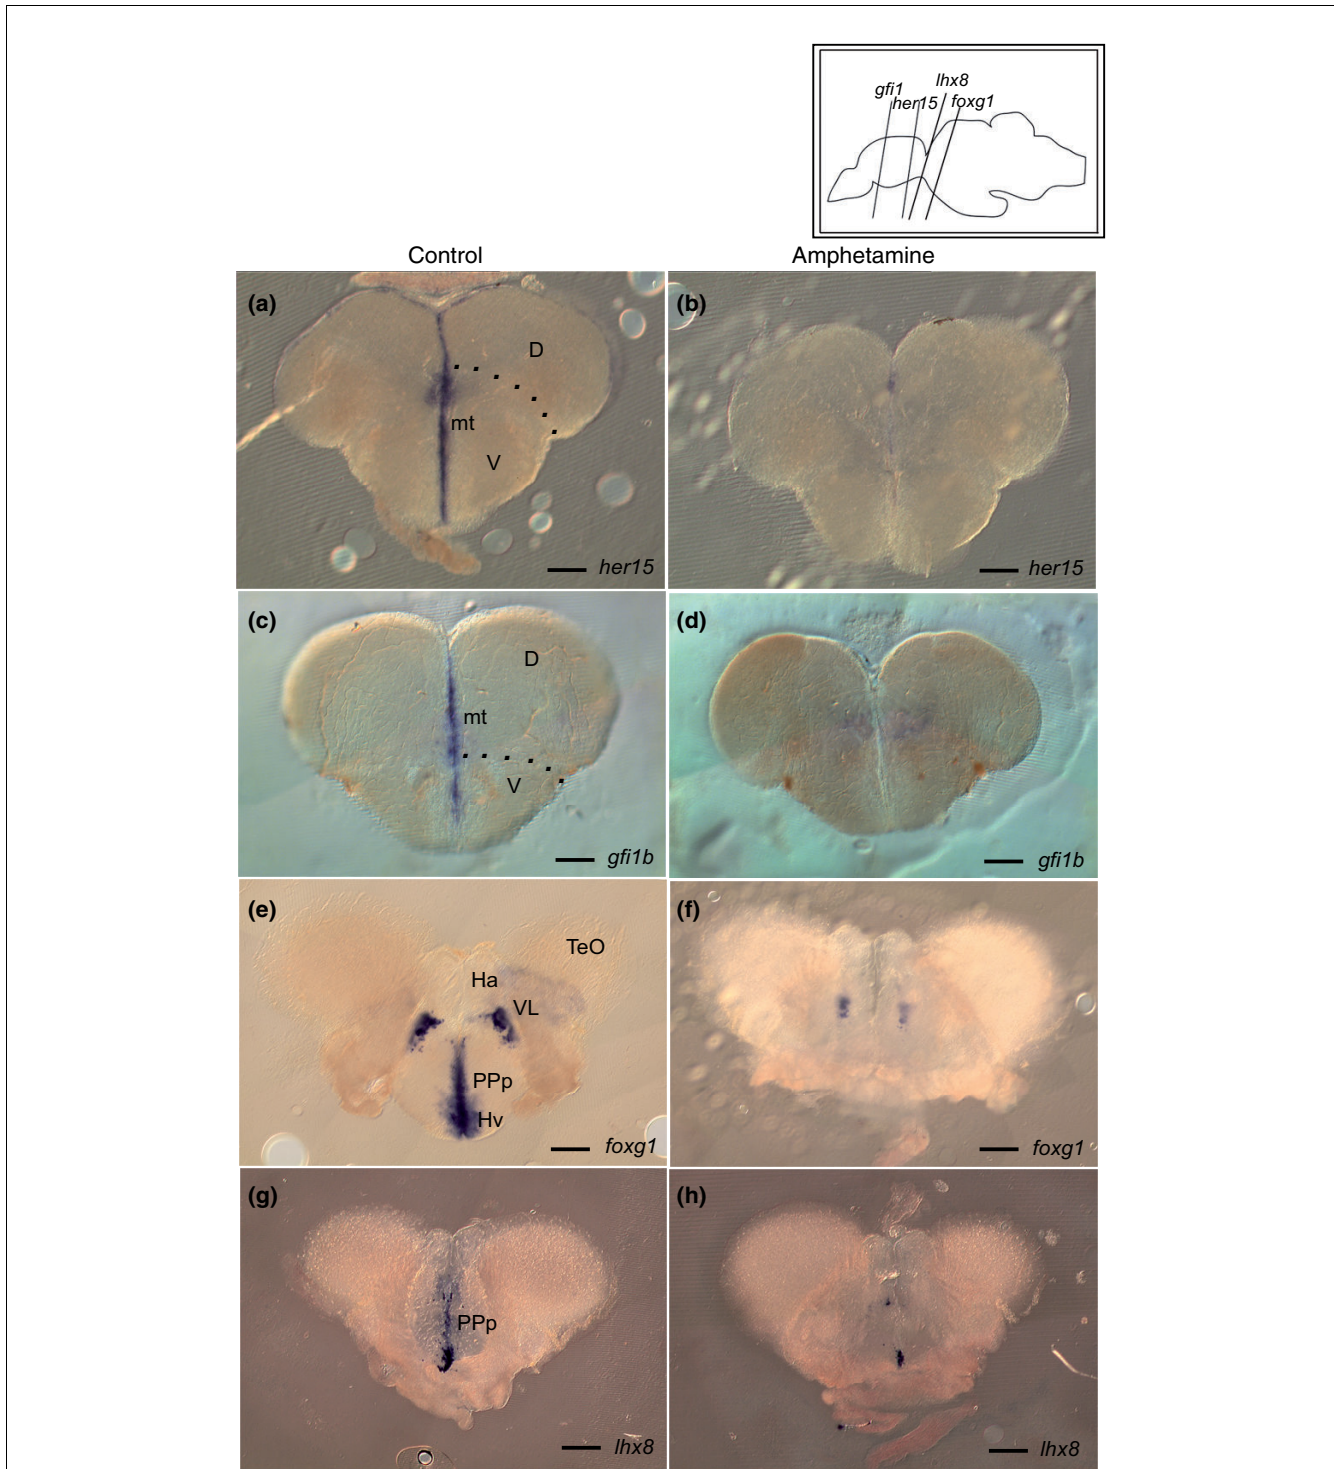 lhx8
gfi1
her15 foxg1
Control Amphetamine
(a) (b)
D
mt
V
her15 her15
(c) (d)
D
mt
V
gfi1b gfi1b
(e) (f)
TeO
Ha
VL
PPp
Hv
foxg1 foxg1
(g) (h)
PPp
lhx8 lhx8